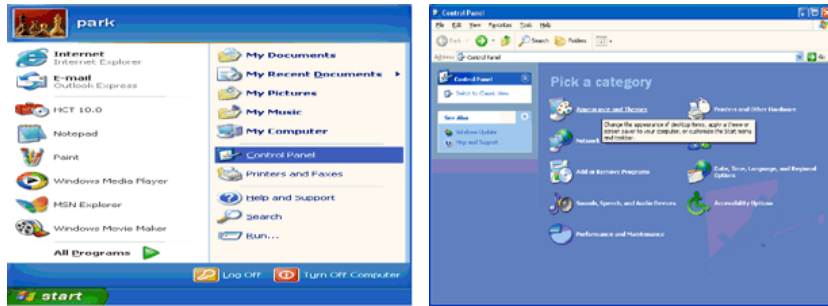 park
Internet
Internet Explorer
E-mail
Outlook Express
HCT 10.0
Notepad
Paint
Windows Media Player
MSN Explorer
Windows Movie Maker
All Programs
My Documents
My Recent Documents
My Pictures
My Music
My Computer
Control Panel
Printers and Faxes
Help and Support
Search
Run...
Log Off
Turn Off Computer
start
Control Panel
File Edit View Favorites Tools Help
Back Search Folders
Address Control Panel Go
Control Panel
Switch to Classic View
See Also
Windows Update
Help and Support
Pick a category
Appearance and Themes
Printers and Other Hardware
Change the appearance of desktop items, apply a theme or
screen saver to your computer, or customize the Start menu
and taskbar.
Network
Add or Remove Programs
Date, Time, Language, and Regional
Options
Sounds, Speech, and Audio Devices
Accessibility Options
Performance and Maintenance